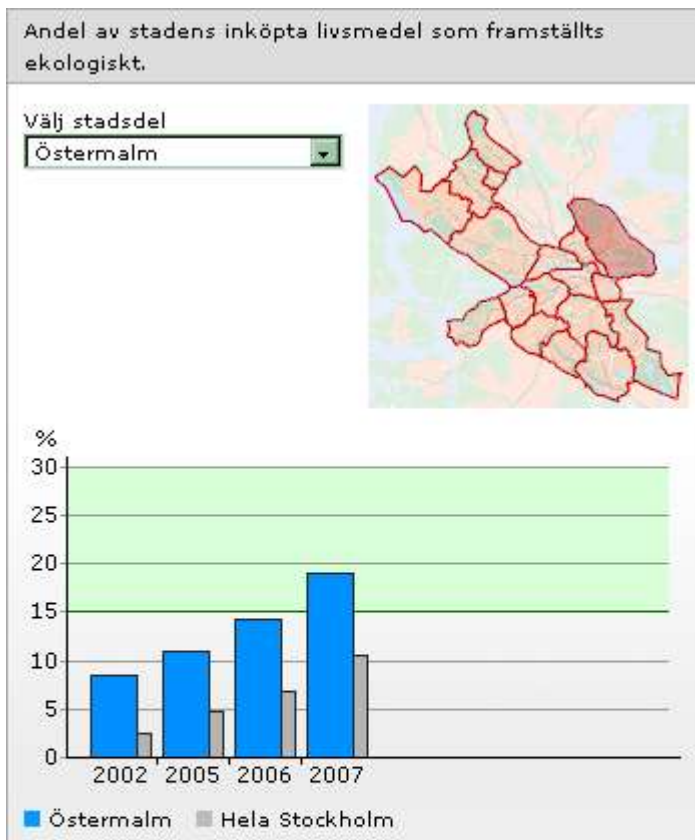 Andel av stadens inköpta livsmedel som framställts
ekologiskt.
Välj stadsdel
Östermalm
%
30
25
20
15
10
5
0
2002 2005 2006 2007
Östermalm Hela Stockholm